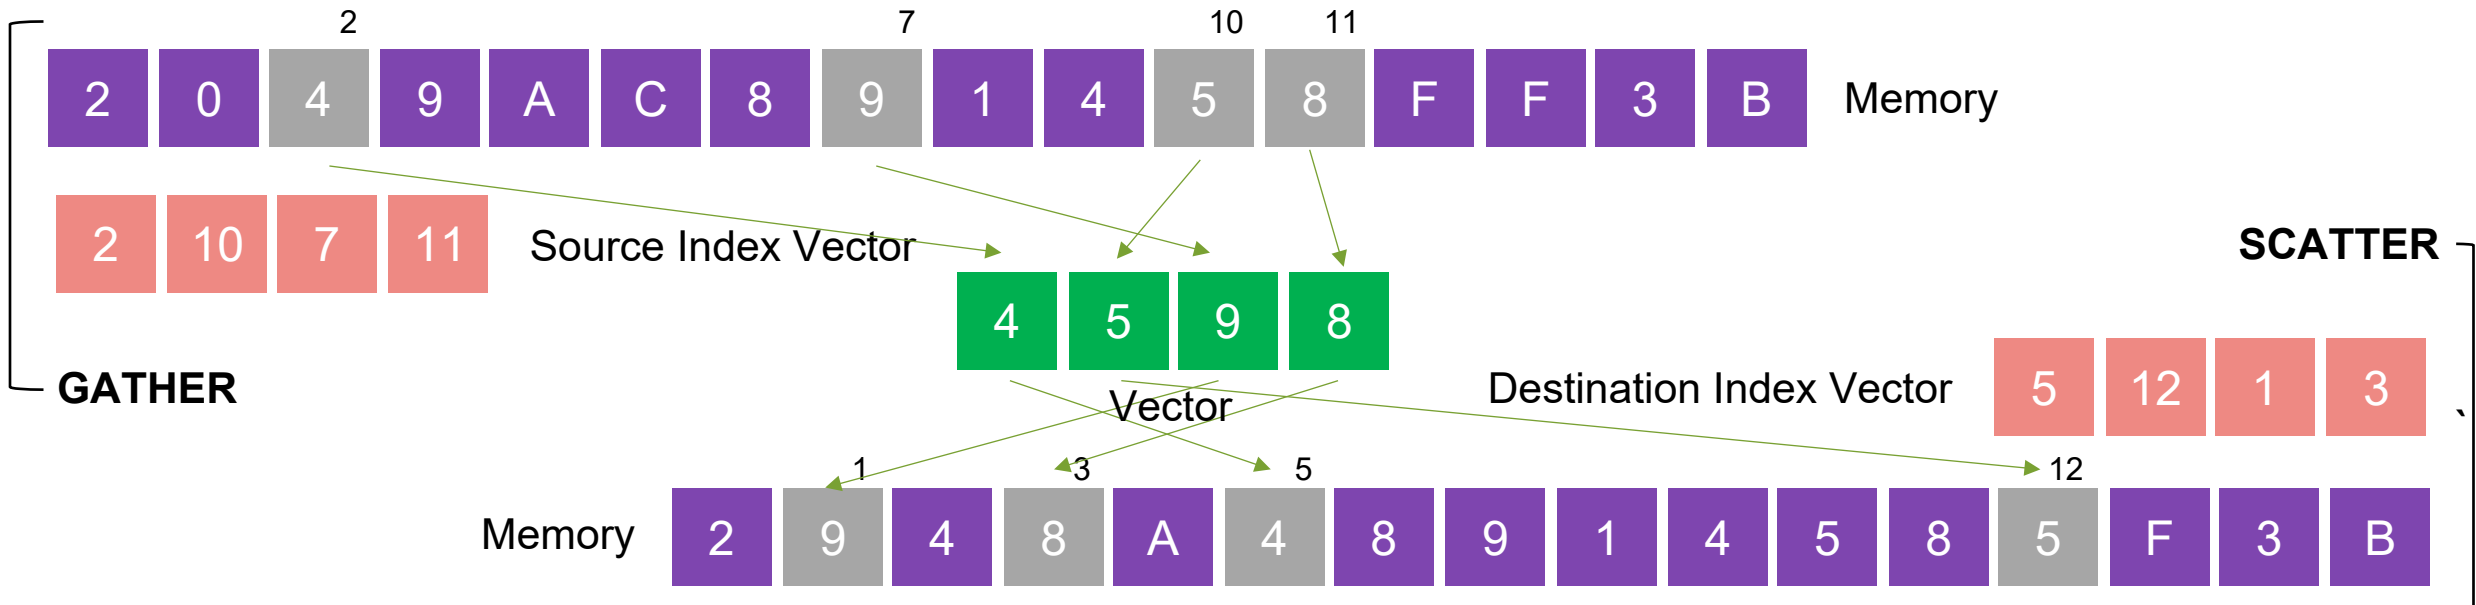 2 7 10 11
2 0 4 9 A C 8 9 1 4 5 8 F F 3 B Memory
2 10 7 11 Source Index Vector
SCATTER
4 5 9 8
GATHER
Vector
Destination Index Vector 5 12 1 3
`
1 3 5 12
Memory 2 9 4 8 A 4 8 9 1 4 5 8 5 F 3 B